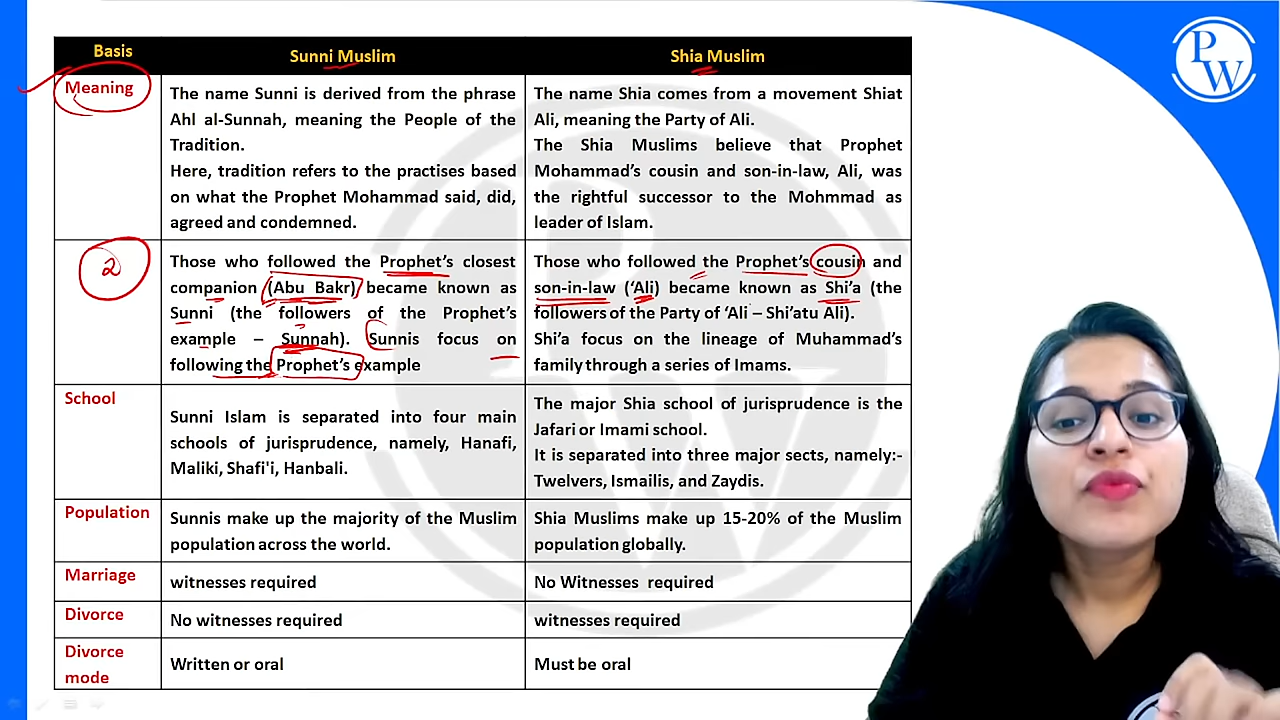 Basis
Sunni Muslim
Shia Muslim
Meaning
The name Sunni is derived from the phrase
Ahl al-Sunnah, meaning the People of the
Tradition.
Here, tradition refers to the practises based
on what the Prophet Mohammad said, did,
agreed and condemned.
The name Shia comes from a movement Shiat
Ali, meaning the Party of Ali.
The Shia Muslims believe that Prophet
Mohammad’s cousin and son-in-law, Ali, was
the rightful successor to the Mohmmad as
leader of Islam.
2
Those who followed the Prophet’s closest
companion (Abu Bakr) became known as
Sunni (the followers of the Prophet’s
example – Sunnah). Sunnis focus on
following the Prophet’s example
Those who followed the Prophet’s cousin and
son-in-law (‘Ali) became known as Shi’a (the
followers of the Party of ‘Ali – Shi’atu Ali).
Shi’a focus on the lineage of Muhammad’s
family through a series of Imams.
School
Sunni Islam is separated into four main
schools of jurisprudence, namely, Hanafi,
Maliki, Shafi'i, Hanbali.
The major Shia school of jurisprudence is the
Jafari or Imami school.
It is separated into three major sects, namely:-
Twelvers, Ismailis, and Zaydis.
Population
Sunnis make up the majority of the Muslim
population across the world.
Shia Muslims make up 15-20% of the Muslim
population globally.
Marriage
witnesses required
No Witnesses required
Divorce
No witnesses required
witnesses required
Divorce
mode
Written or oral
Must be oral
P
W